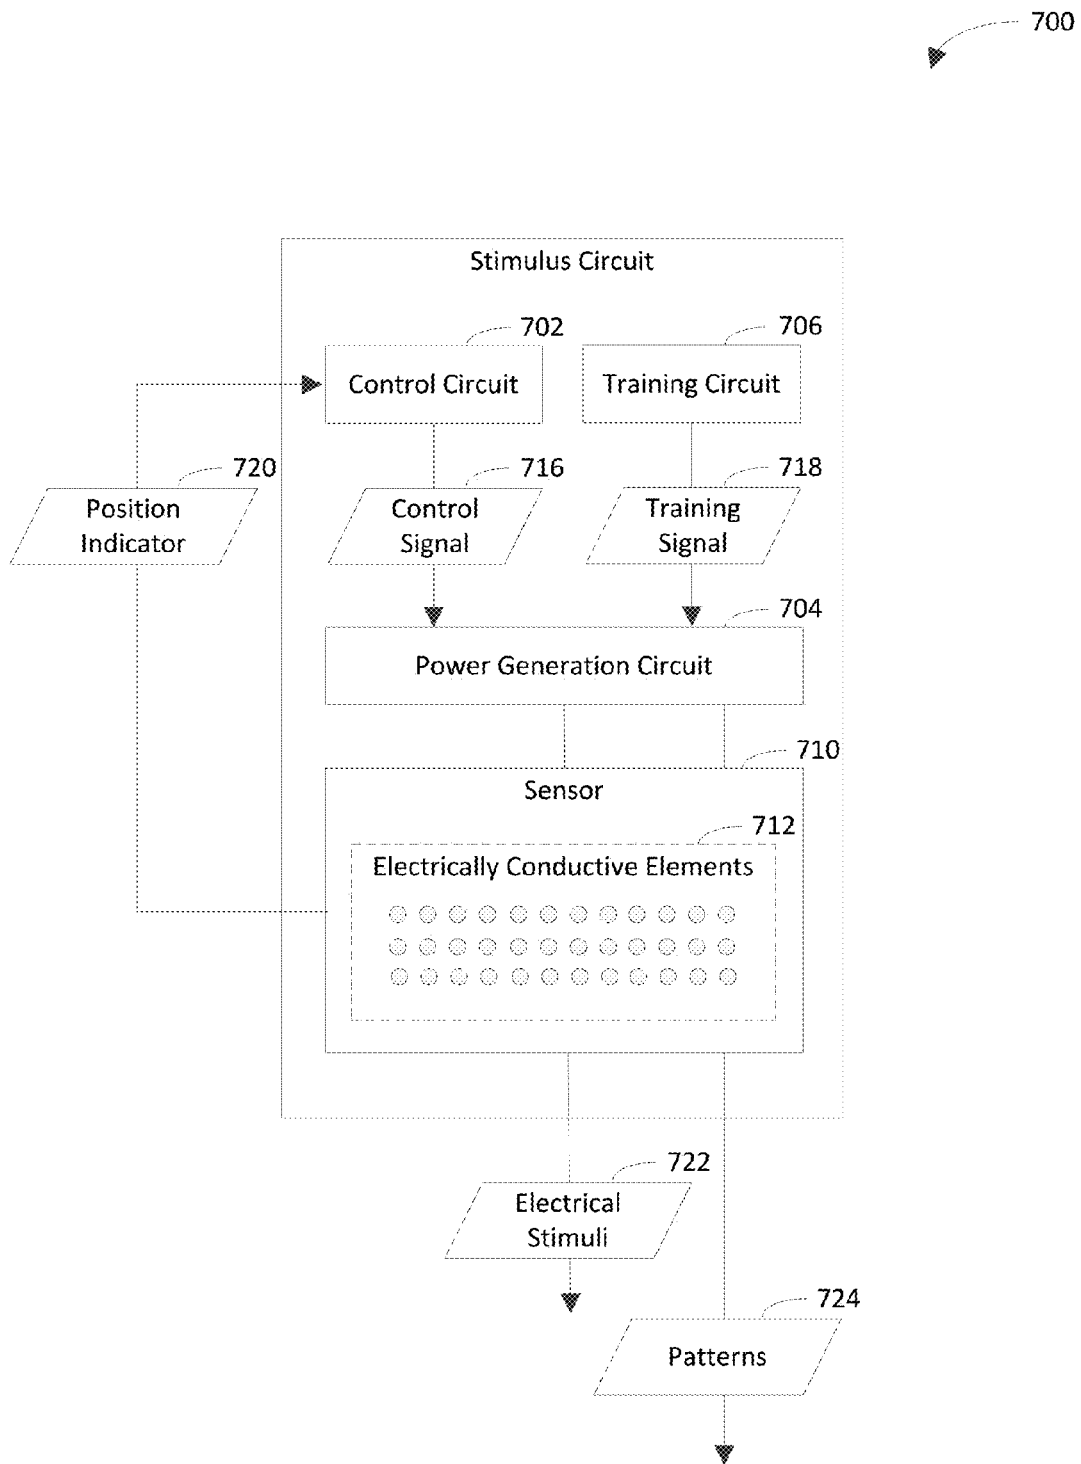 700
Stimulus Circuit
702
706
Control Circuit
Training Circuit
720
716
718
Position
Indicator
Control
Signal
Training
Signal
704
Power Generation Circuit
710
Sensor
712
Electrically Conductive Elements
722
Electrical
Stimuli
724
Patterns